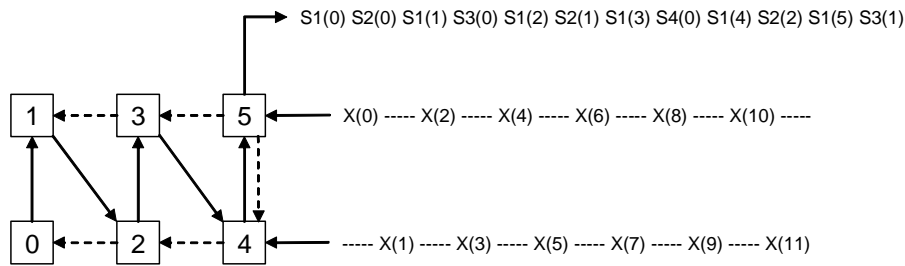 S1(0) S2(0) S1(1) S3(0) S1(2) S2(1) S1(3) S4(0) S1(4) S2(2) S1(5) S3(1)
1 3 5 X(0) ----- X(2) ----- X(4) ----- X(6) ----- X(8) ----- X(10) -----
0 2 4 ----- X(1) ----- X(3) ----- X(5) ----- X(7) ----- X(9) ----- X(11)